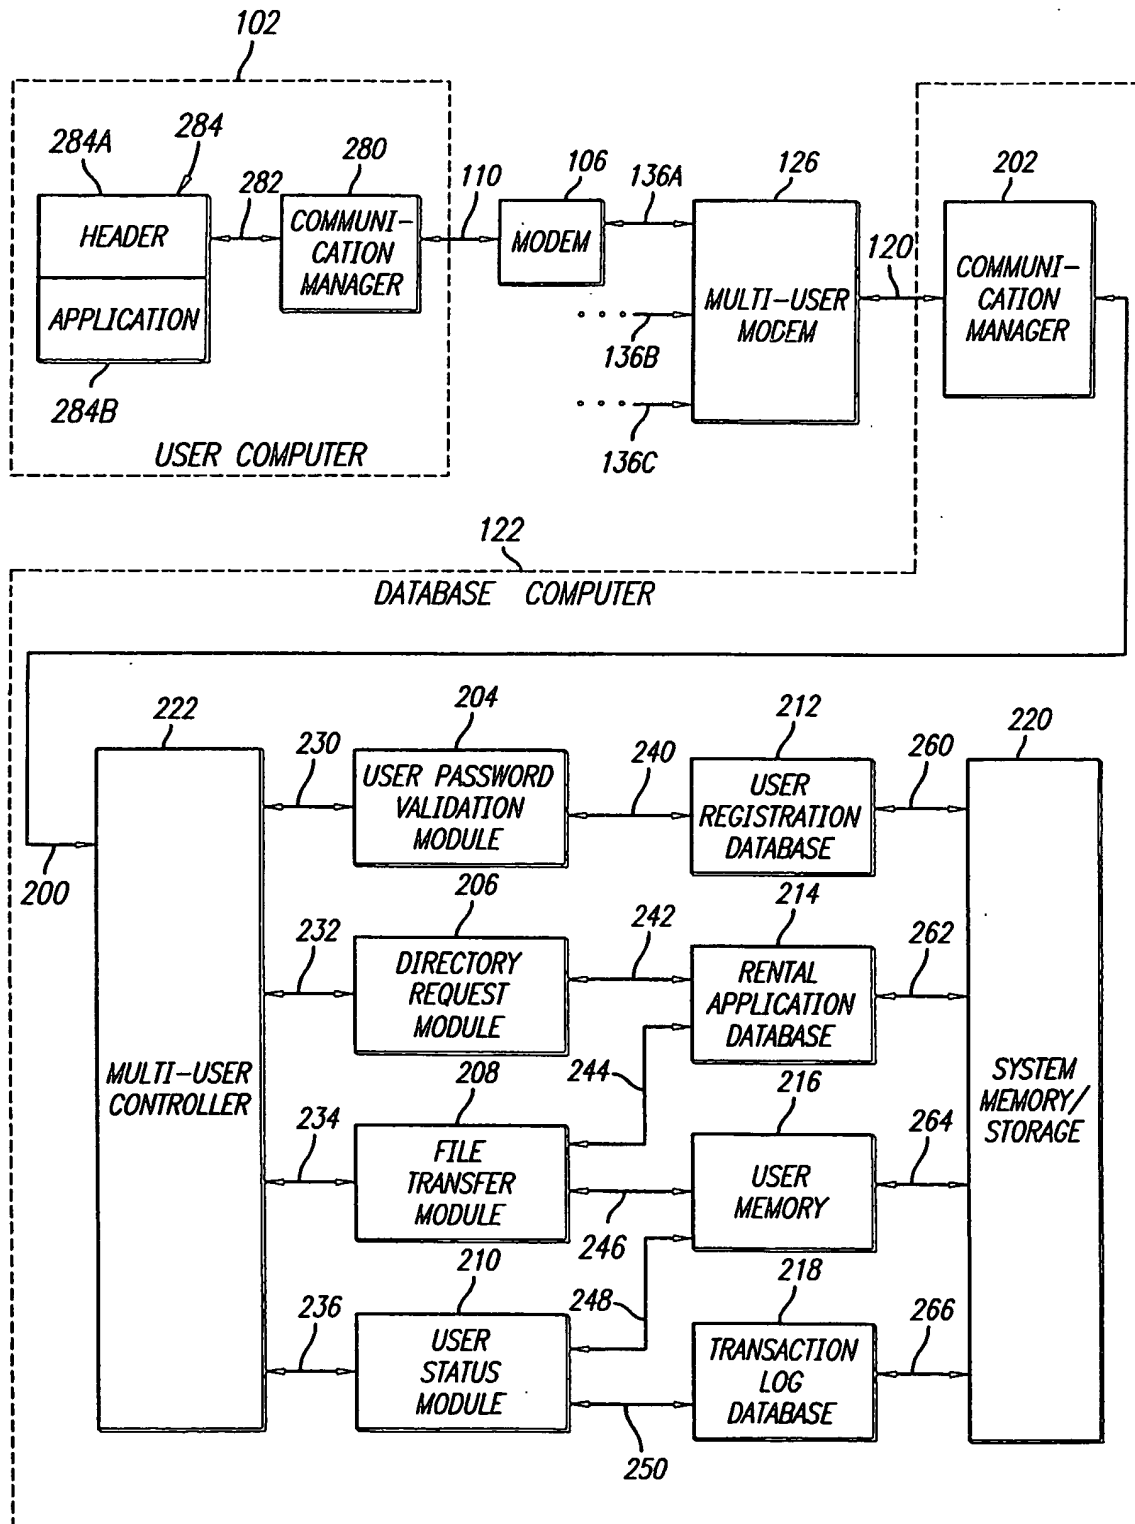 102
284A
284
282
280
110
106
136A
126
120
202
HEADER
APPLICATION
284B
COMMUNI-
CATION
MANAGER
MODEM
136B
136C
MULTI-USER
MODEM
COMMUNI-
CATION
MANAGER
USER COMPUTER
122
DATABASE COMPUTER
222
230
204
240
212
260
220
USER PASSWORD
VALIDATION
MODULE
USER
REGISTRATION
DATABASE
200
232
206
242
214
262
DIRECTORY
REQUEST
MODULE
RENTAL
APPLICATION
DATABASE
MULTI-USER
CONTROLLER
SYSTEM
MEMORY/
STORAGE
234
208
244
216
264
FILE
TRANSFER
MODULE
USER
MEMORY
246
236
210
248
218
266
USER
STATUS
MODULE
TRANSACTION
LOG
DATABASE
250